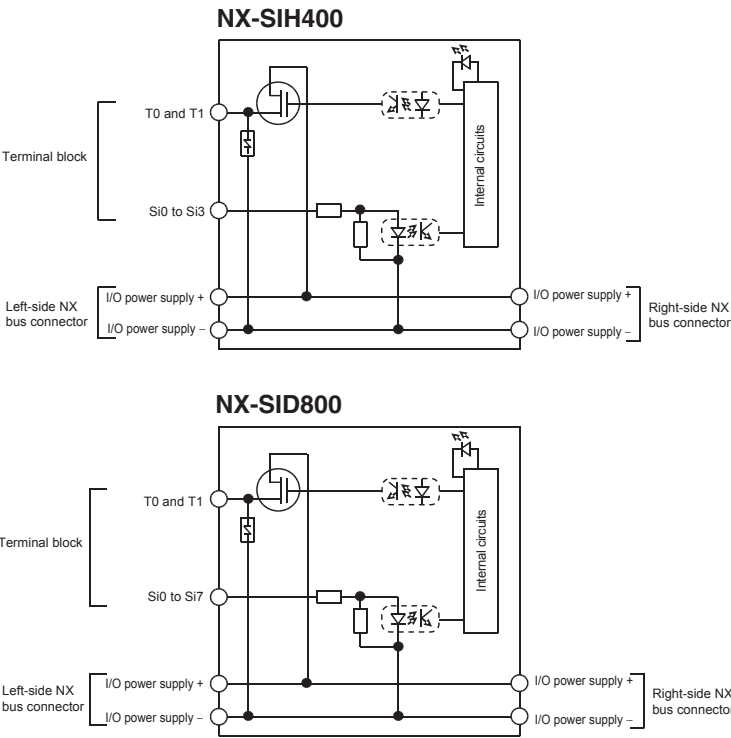 NX-SIH400
T0 and T1
Terminal block
Internal circuits
Si0 to Si3
Left-side NX
bus connector
I/O power supply +
I/O power supply −
I/O power supply +
I/O power supply −
Right-side NX
bus connector
NX-SID800
T0 and T1
Terminal block
Internal circuits
Si0 to Si7
Left-side NX
bus connector
I/O power supply +
I/O power supply −
I/O power supply +
I/O power supply −
Right-side NX
bus connector